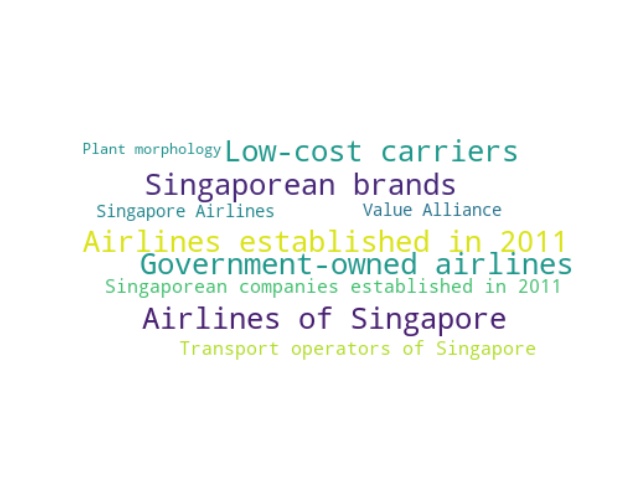 Plant morphology
Low-cost carriers
Singaporean brands
Singapore Airlines
Value Alliance
Airlines established in 2011
Government-owned airlines
Singaporean companies established in 2011
Airlines of Singapore
Transport operators of Singapore